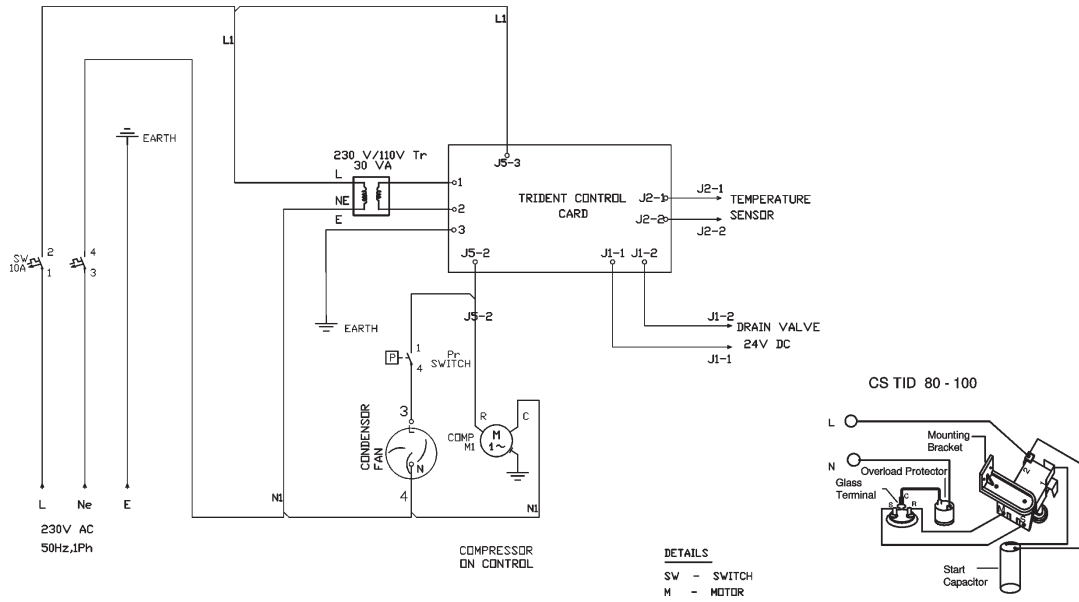 L1
L1
EARTH
230 V/110V Tr
30 VA
L
NE
E
1
2
3
J5-3
TRIDENT CONTROL
CARD
J2-1
J2-2
J2-1
TEMPERATURE
SENSOR
J2-2
J5-2
J1-1
J1-2
SW
10A
2
1
4
3
EARTH
J5-2
J1-2
DRAIN VALVE
24V DC
J1-1
P
1
4
Pr
SWITCH
3
L
N
4
CONDENSOR
FAN
R
C
COMP
M1
M
1~
N1
N1
L
Ne
E
230V AC
50Hz,1Ph
COMPRESSOR
ON CONTROL
DETAILS
SW - SWITCH
M - MOTOR
CS TID 80 - 100
L
N
Mounting
Bracket
Overload Protector
Glass
Terminal
C
S
R
2
1
Start
Capacitor